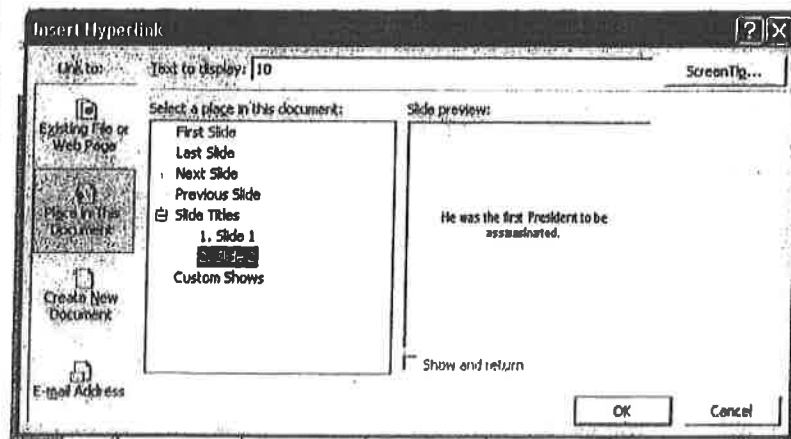 Insert Hyperlink
Link to:
Text to display: 10
ScreenTip...
Existing File or
Web Page
Place in This
Document
Create New
Document
E-mail Address
Select a place in this document:
First Slide
Last Slide
Next Slide
Previous Slide
Slide Titles
1. Slide 1
2. Slide 2
Custom Shows
Slide preview:
He was the first President to be
assassinated.
Show and return
OK
Cancel